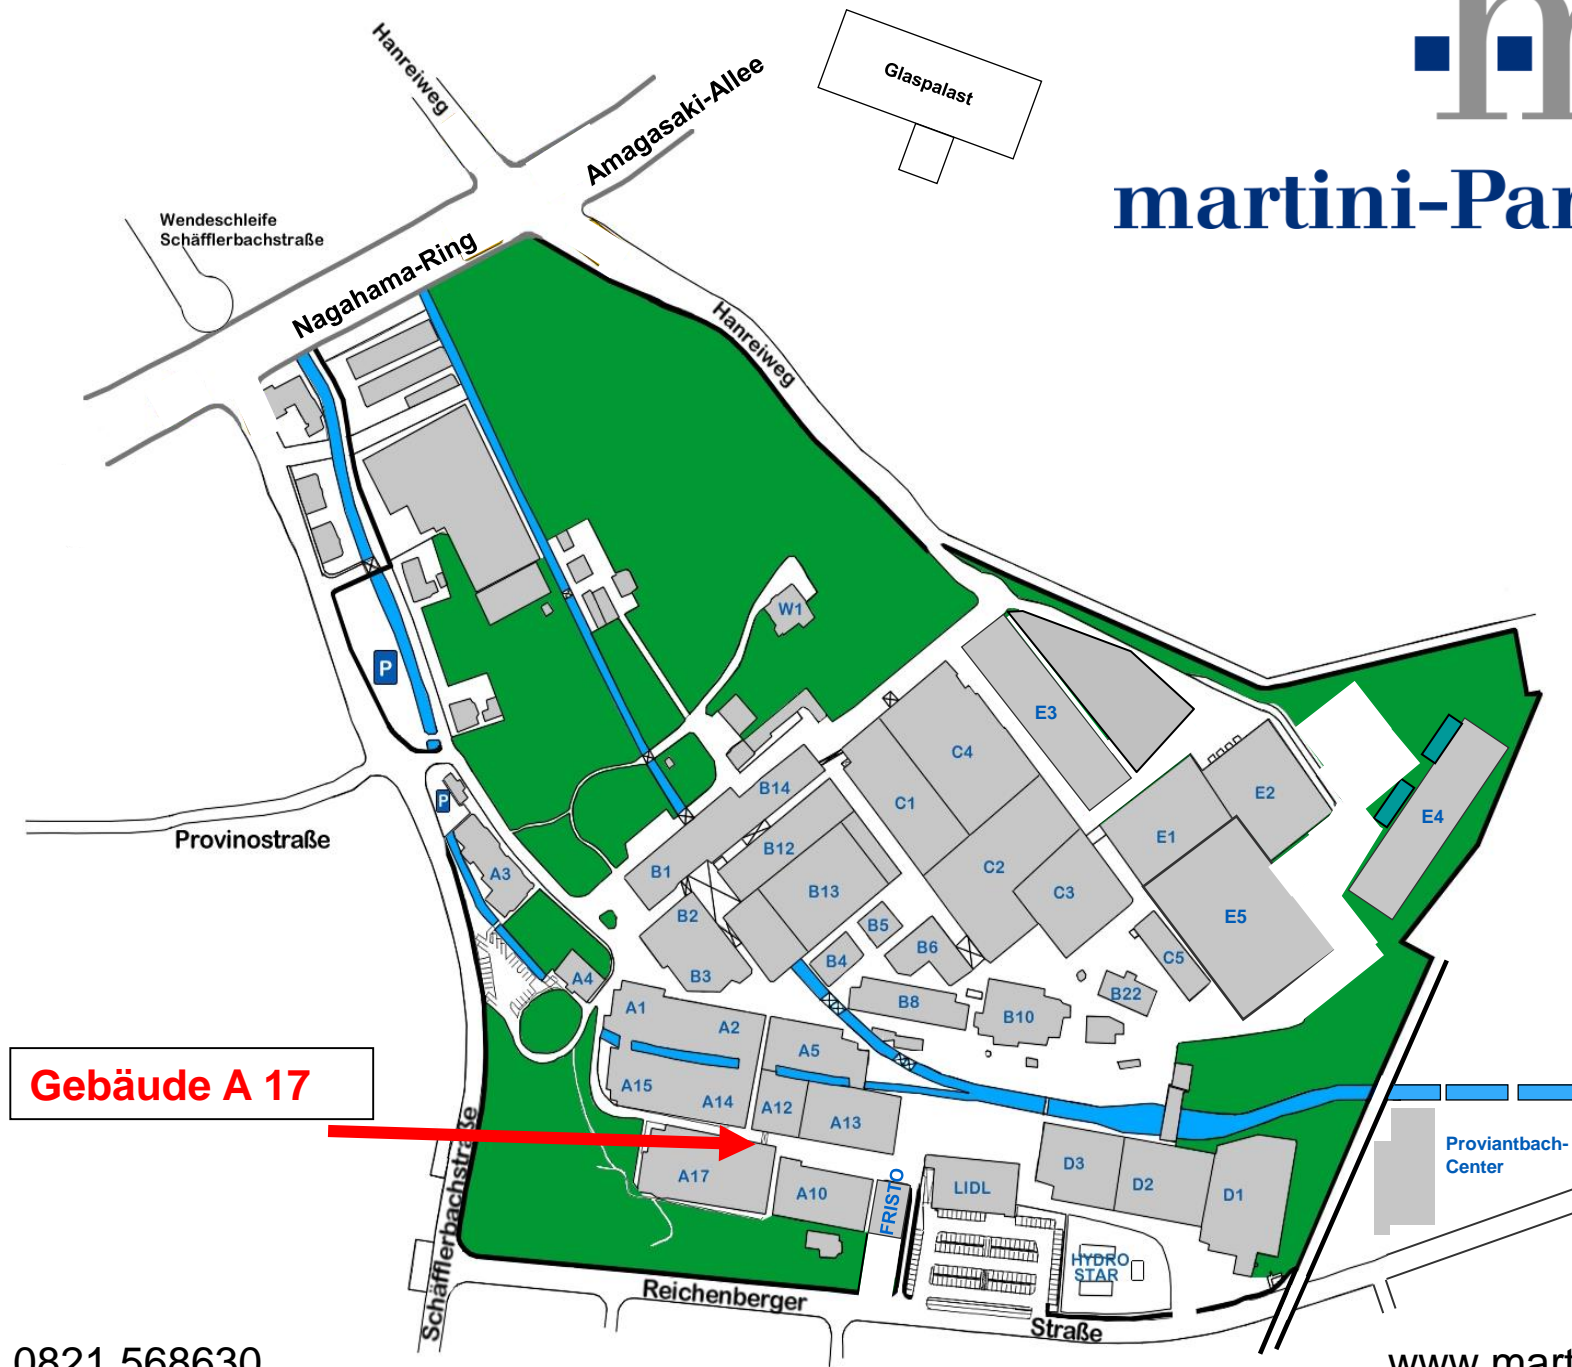 Hanreiweg
Amagasaki-Allee
Glaspalast
martini-Par
Wendeschleife
Schäfflerbachstraße
Nagahama-Ring
Hanreiweg
W1
P
E3
C4
E2
B14
C1
E1
E4
P
Provinostraße
B12
C2
A3
B1
B13
C3
B2
E5
B5
B6
B3
B4
C5
A4
B22
A1
B8
B10
A2
A5
Gebäude A 17
A15
A14
A12
A13
Proviantbach-
Center
D3
D2
D1
A17
A10
FRISTO
LIDL
HYDRO
STAR
Schäfflerbachstraße
Reichenberger
Straße
0821 568630
www.mart